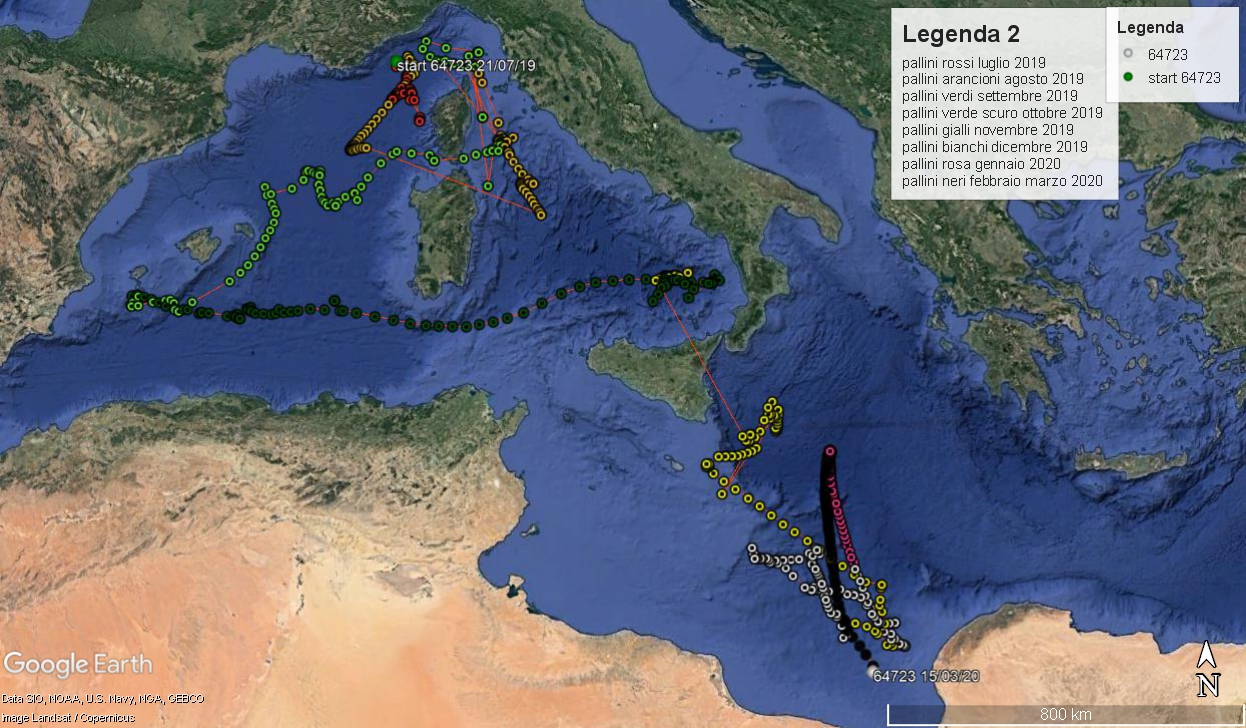 Legenda 2
pallini rossi luglio 2019
pallini arancioni agosto 2019
pallini verdi settembre 2019
pallini verde scuro ottobre 2019
pallini gialli novembre 2019
pallini bianchi dicembre 2019
pallini rosa gennaio 2020
pallini neri febbraio marzo 2020
Legenda
64723
start 64723
start 64723 21/07/19
64723 15/03/20
Google Earth
Data SIO, NOAA, U.S. Navy, NGA, GEBCO
Image Landsat / Copernicus
N
800 km